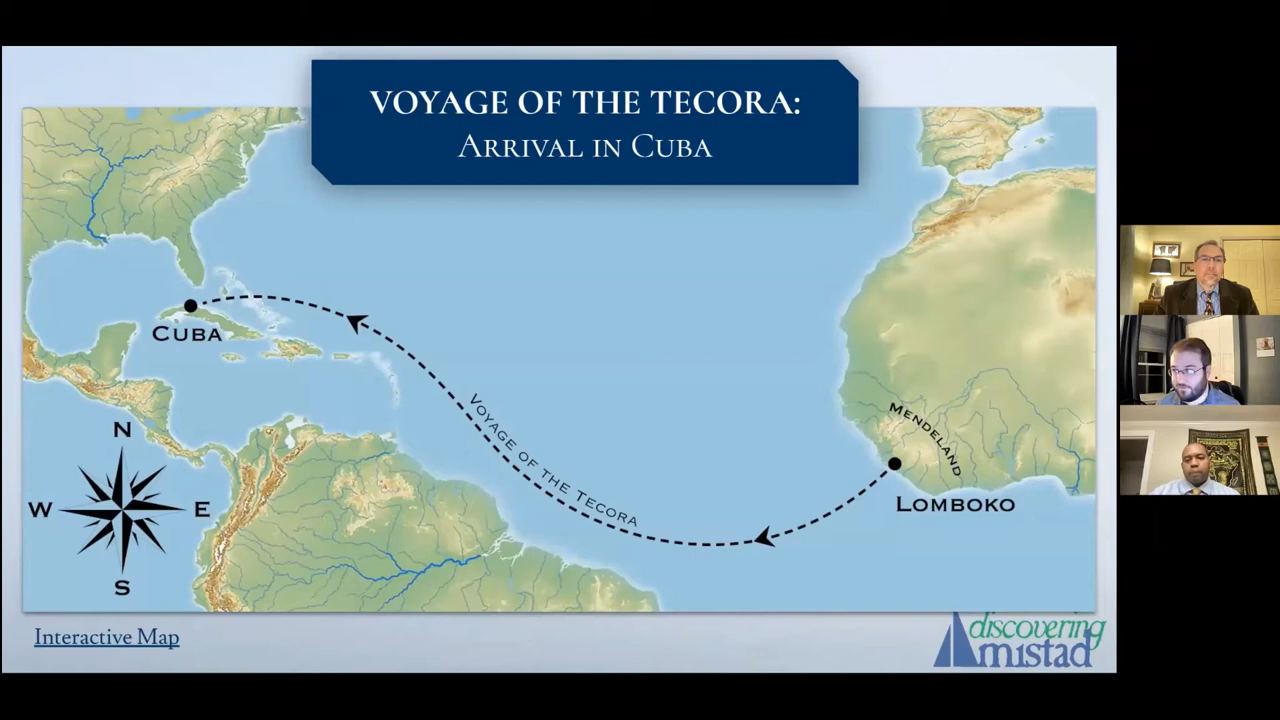 VOYAGE OF THE TECORA:
ARRIVAL IN CUBA
CUBA
VOYAGE OF THE TECORA
MENDELAND
LOMBOKO
N
W
E
S
Interactive Map
discovering
amistad